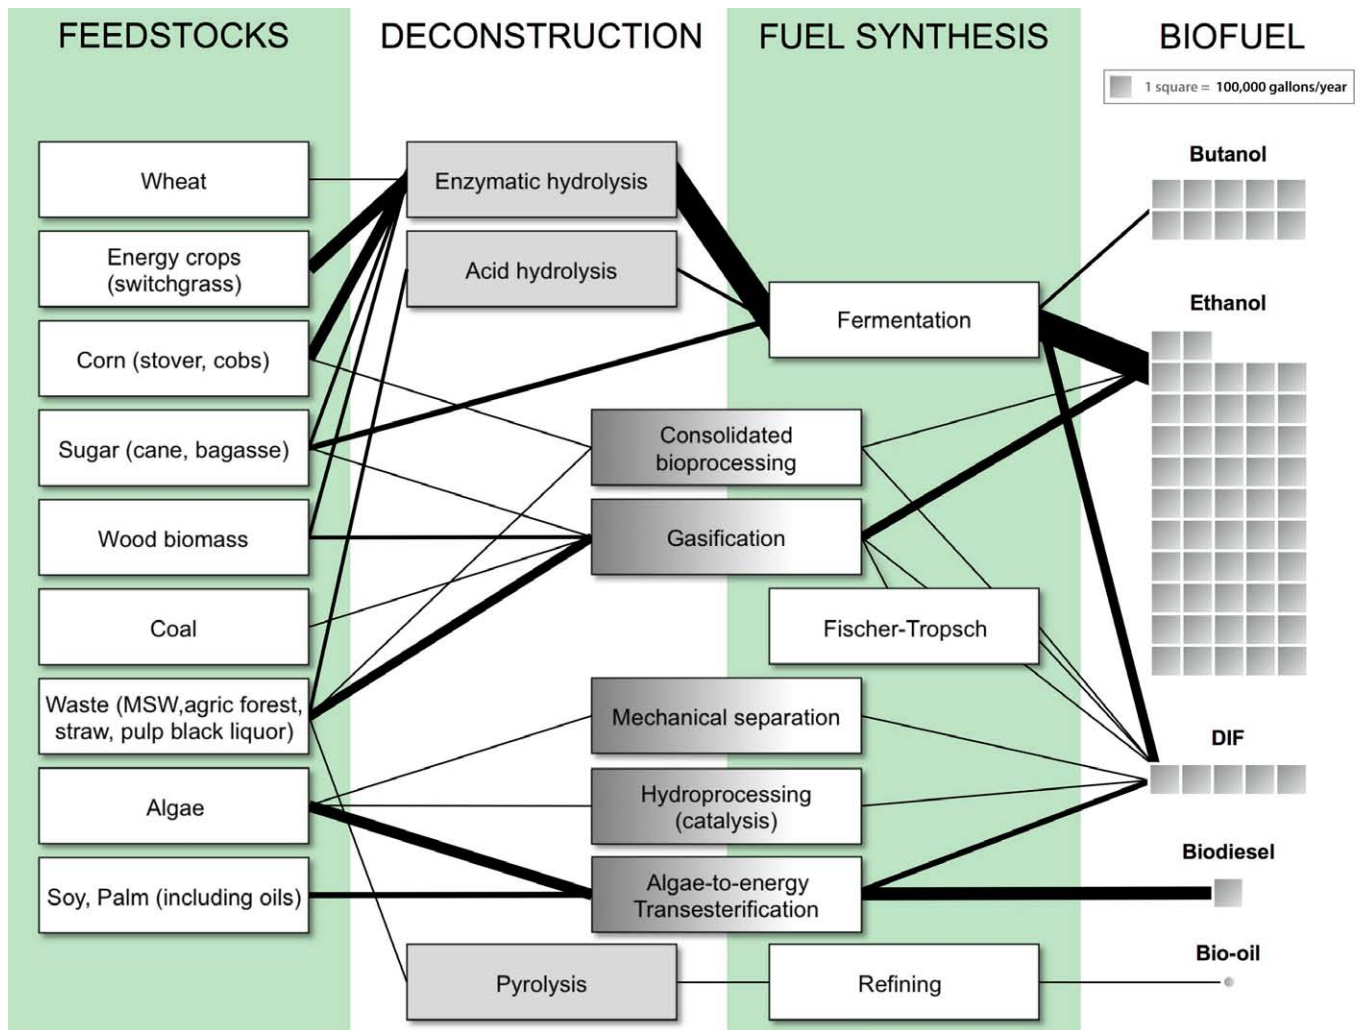 FEEDSTOCKS
DECONSTRUCTION
FUEL SYNTHESIS
BIOFUEL
1 square = 100,000 gallons/year
Wheat
Energy crops
(switchgrass)
Corn (stover, cobs)
Sugar (cane, bagasse)
Wood biomass
Coal
Waste (MSW,agric forest,
straw, pulp black liquor)
Algae
Soy, Palm (including oils)
Enzymatic hydrolysis
Acid hydrolysis
Consolidated
bioprocessing
Gasification
Mechanical separation
Hydroprocessing
(catalysis)
Algae-to-energy
Transesterification
Pyrolysis
Fermentation
Fischer-Tropsch
Refining
Butanol
Ethanol
DIF
Biodiesel
Bio-oil